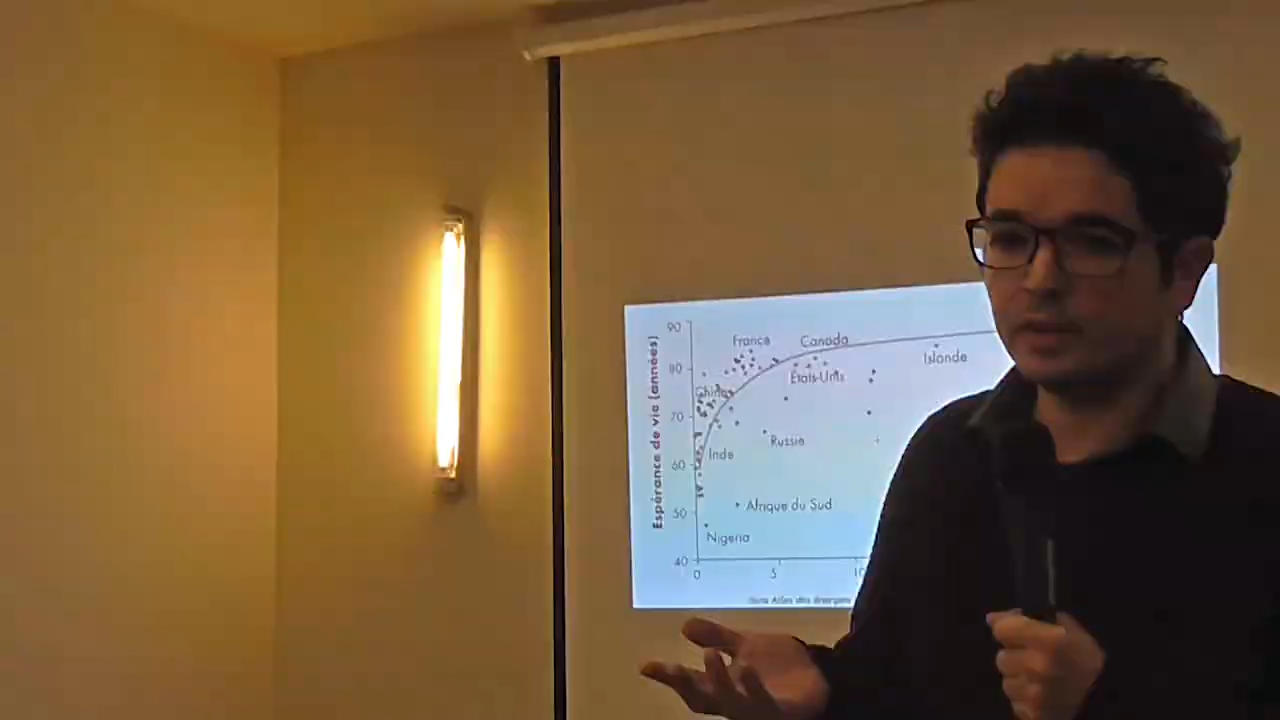 Espérance de vie (années)
90
80
70
60
50
40
France
Canada
Islande
États-Unis
Chine
Russie
Inde
Afrique du Sud
Nigeria
0
5
10